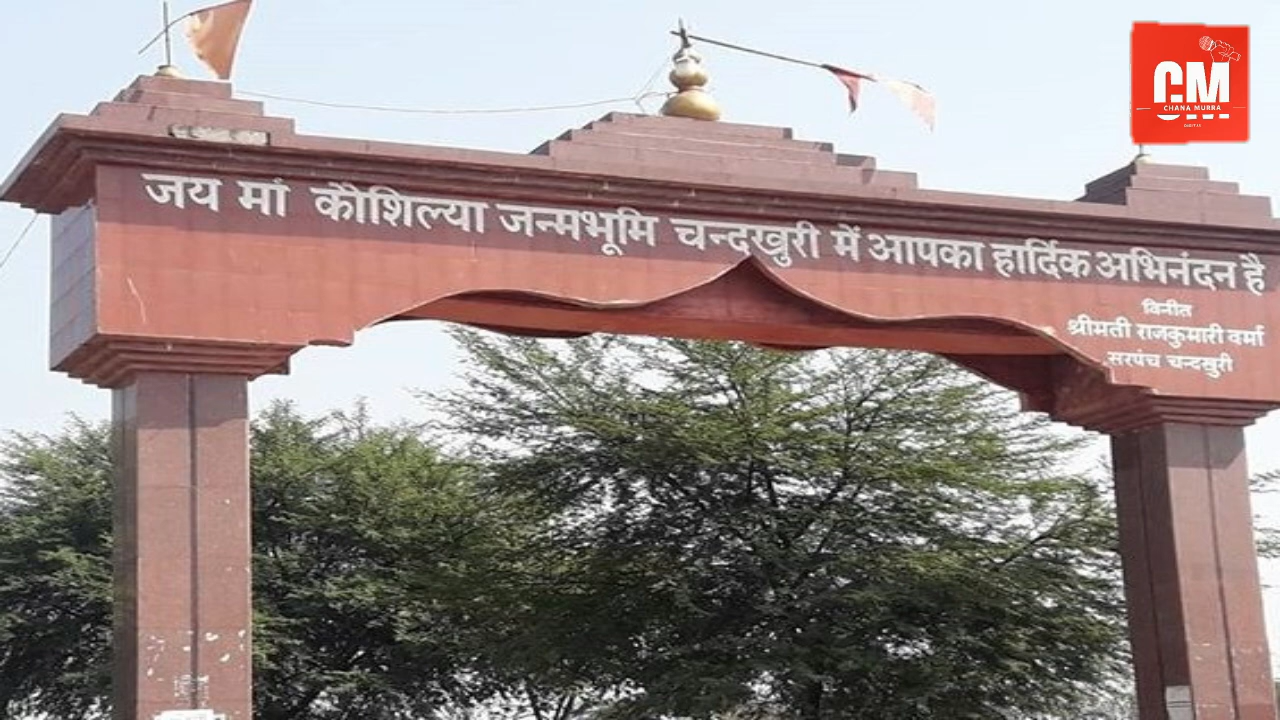 जय मां कौशिल्या जन्मभूमि चन्दखुरी में आपका हार्दिक अभिनंदन है
विनीत
श्रीमती राजकुमारी वर्मा
सरपंच चन्दखुरी
CM
CHANA MURRA